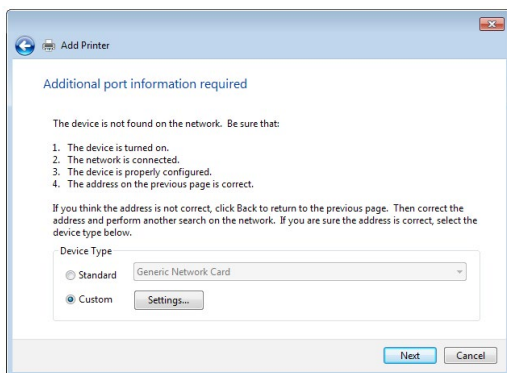 Add Printer
Additional port information required
The device is not found on the network.  Be sure that:
1.  The device is turned on.
2.  The network is connected.
3.  The device is properly configured.
4.  The address on the previous page is correct.
If you think the address is not correct, click Back to return to the previous page.  Then correct the
address and perform another search on the network.  If you are sure the address is correct, select the
device type below.
Device Type
Standard Generic Network Card
Custom Settings...
Next Cancel